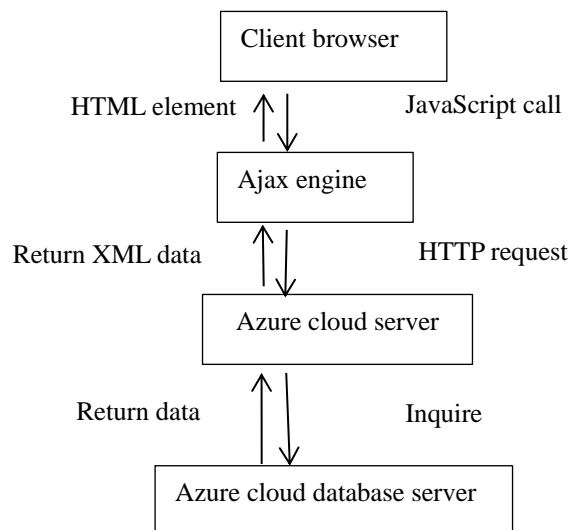 Client browser
HTML element
JavaScript call
Ajax engine
Return XML data
HTTP request
Azure cloud server
Return data
Inquire
Azure cloud database server